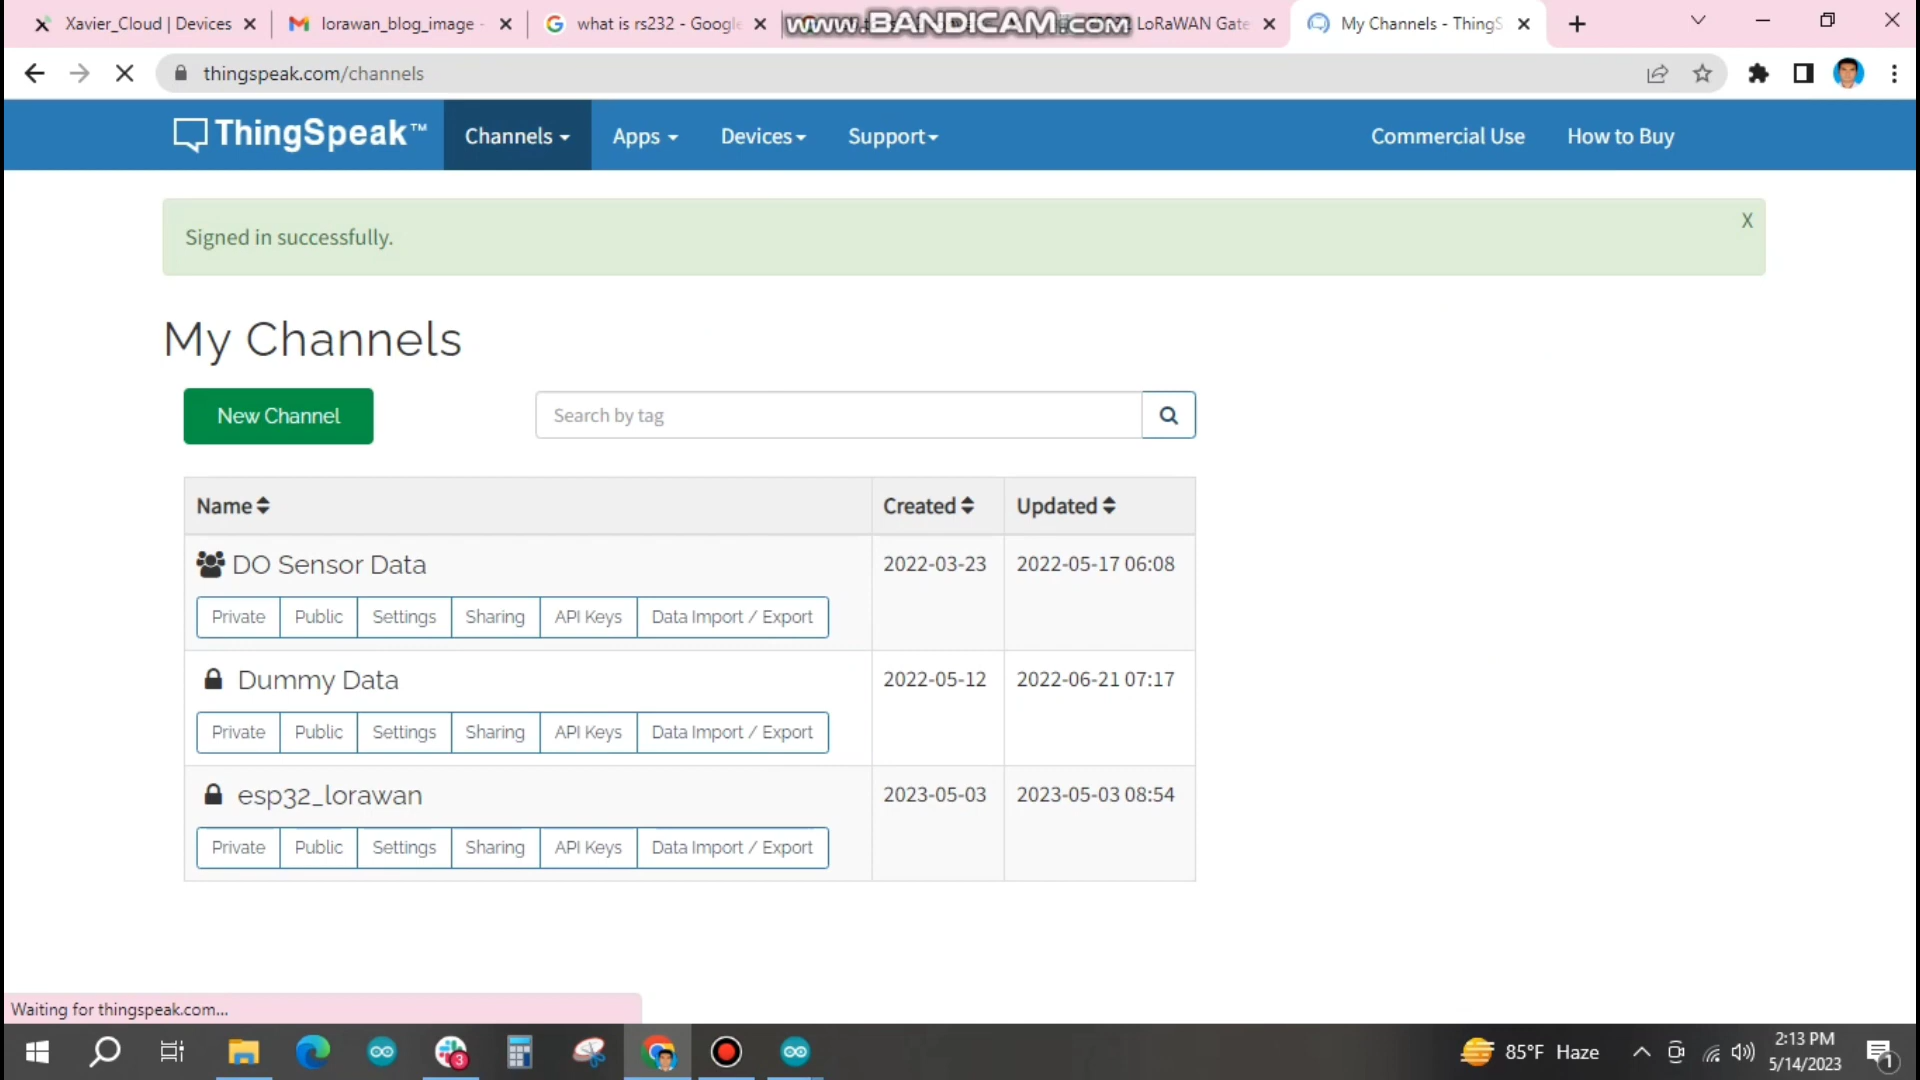 Xavier_Cloud | Devices
lorawan_blog_image -
what is rs232 - Google
www.BANDICAM.com
LoRaWAN Gate
My Channels - ThingS
thingspeak.com/channels
ThingSpeak™
Channels
Apps
Devices
Support
Commercial Use
How to Buy
Signed in successfully.
X
My Channels
New Channel
Search by tag
Name
Created
Updated
DO Sensor Data
2022-03-23
2022-05-17 06:08
Private
Public
Settings
Sharing
API Keys
Data Import / Export
Dummy Data
2022-05-12
2022-06-21 07:17
Private
Public
Settings
Sharing
API Keys
Data Import / Export
esp32_lorawan
2023-05-03
2023-05-03 08:54
Private
Public
Settings
Sharing
API Keys
Data Import / Export
Waiting for thingspeak.com...
3
85°F Haze
2:13 PM
5/14/2023
1